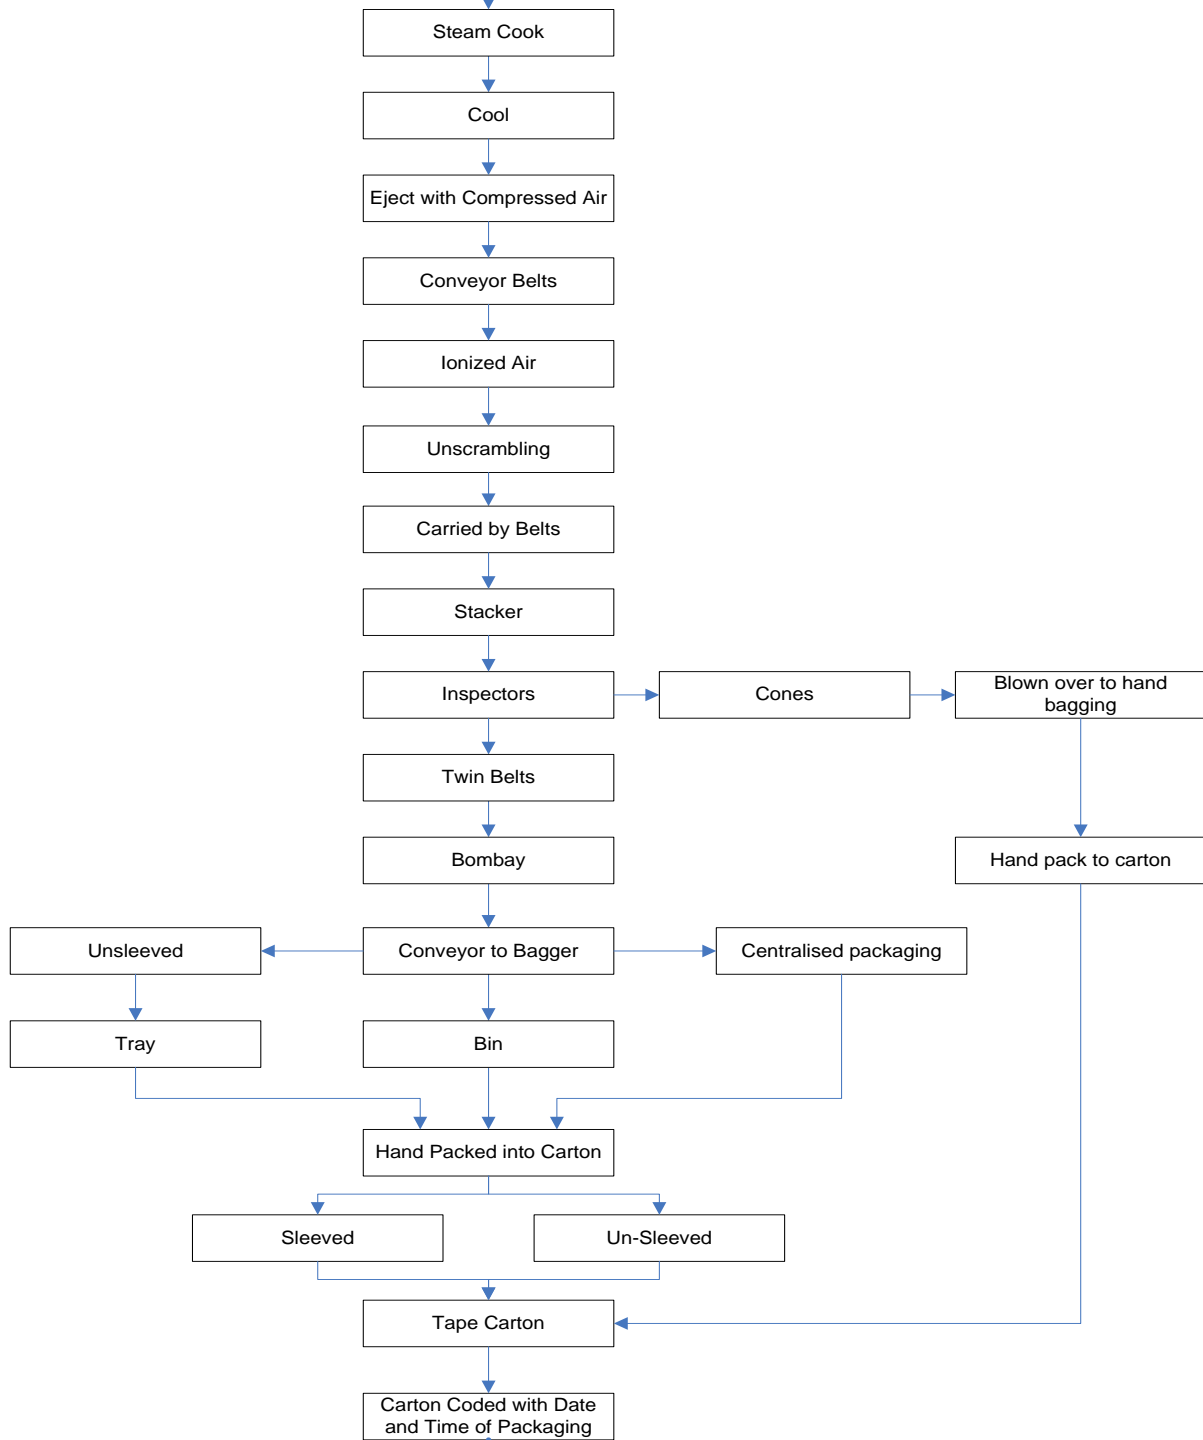 Steam Cook
Cool
Eject with Compressed Air
Conveyor Belts
Ionized Air
Unscrambling
Carried by Belts
Stacker
Inspectors
Cones
Blown over to hand
bagging
Twin Belts
Bombay
Hand pack to carton
Unsleeved
Conveyor to Bagger
Centralised packaging
Tray
Bin
Hand Packed into Carton
Sleeved
Un-Sleeved
Tape Carton
Carton Coded with Date
and Time of Packaging